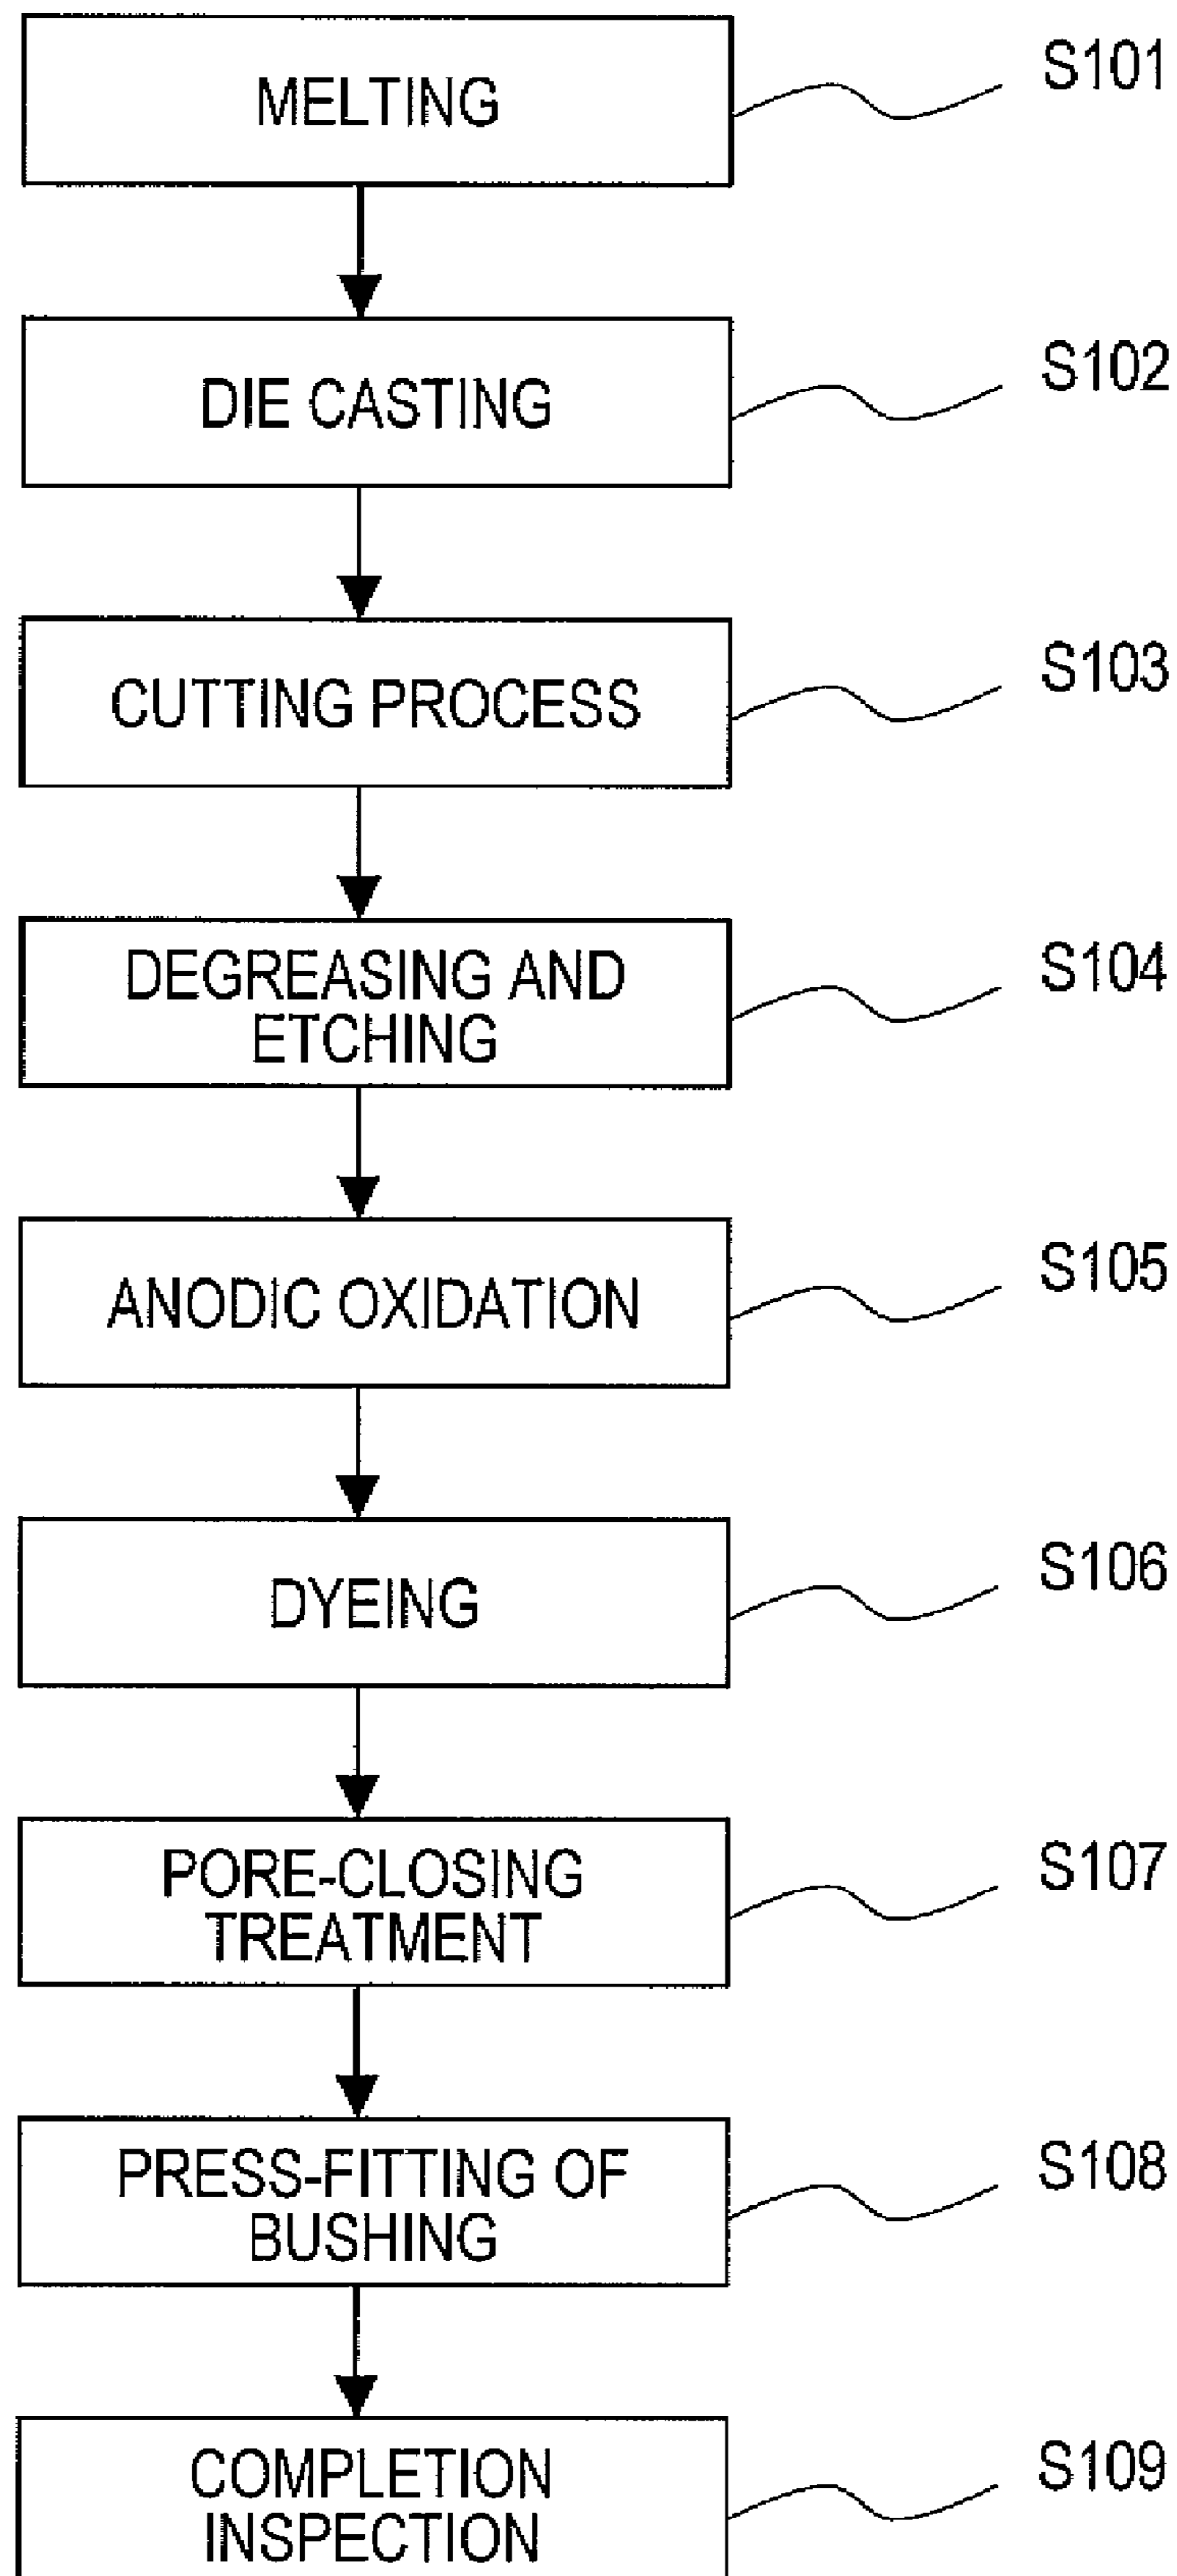 MELTING
S101
DIE CASTING
S102
CUTTING PROCESS
S103
DEGREASING AND
ETCHING
S104
ANODIC OXIDATION
S105
DYEING
S106
PORE-CLOSING
TREATMENT
S107
PRESS-FITTING OF
BUSHING
S108
COMPLETION
INSPECTION
S109